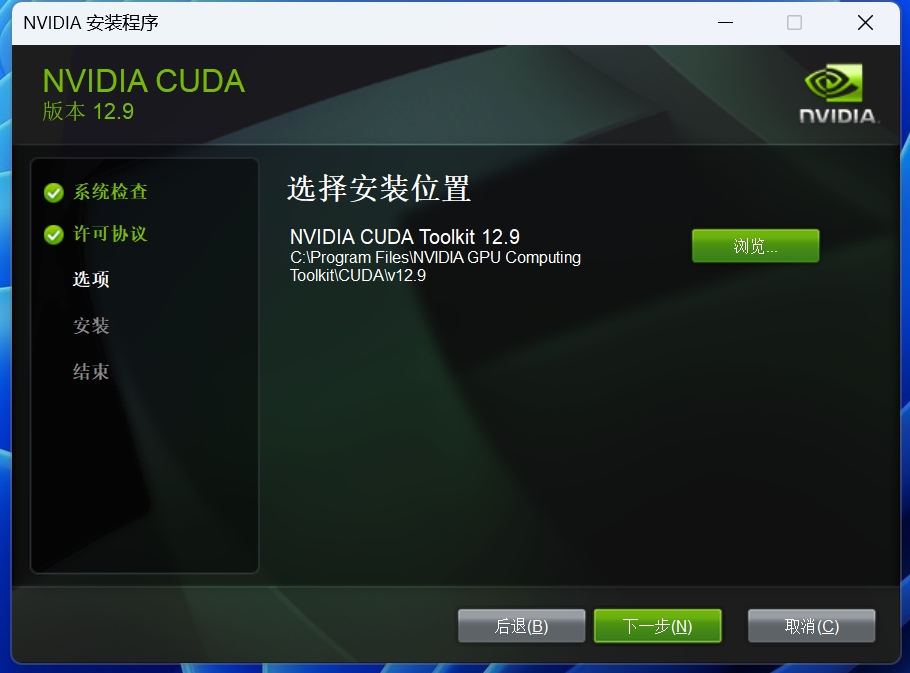 NVIDIA 安装程序
NVIDIA CUDA
版本 12.9
NVIDIA.
系统检查
许可协议
选项
安装
结束
选择安装位置
NVIDIA CUDA Toolkit 12.9
C:\Program Files\NVIDIA GPU Computing
Toolkit\CUDA\v12.9
浏览...
后退(B)
下一步(N)
取消(C)